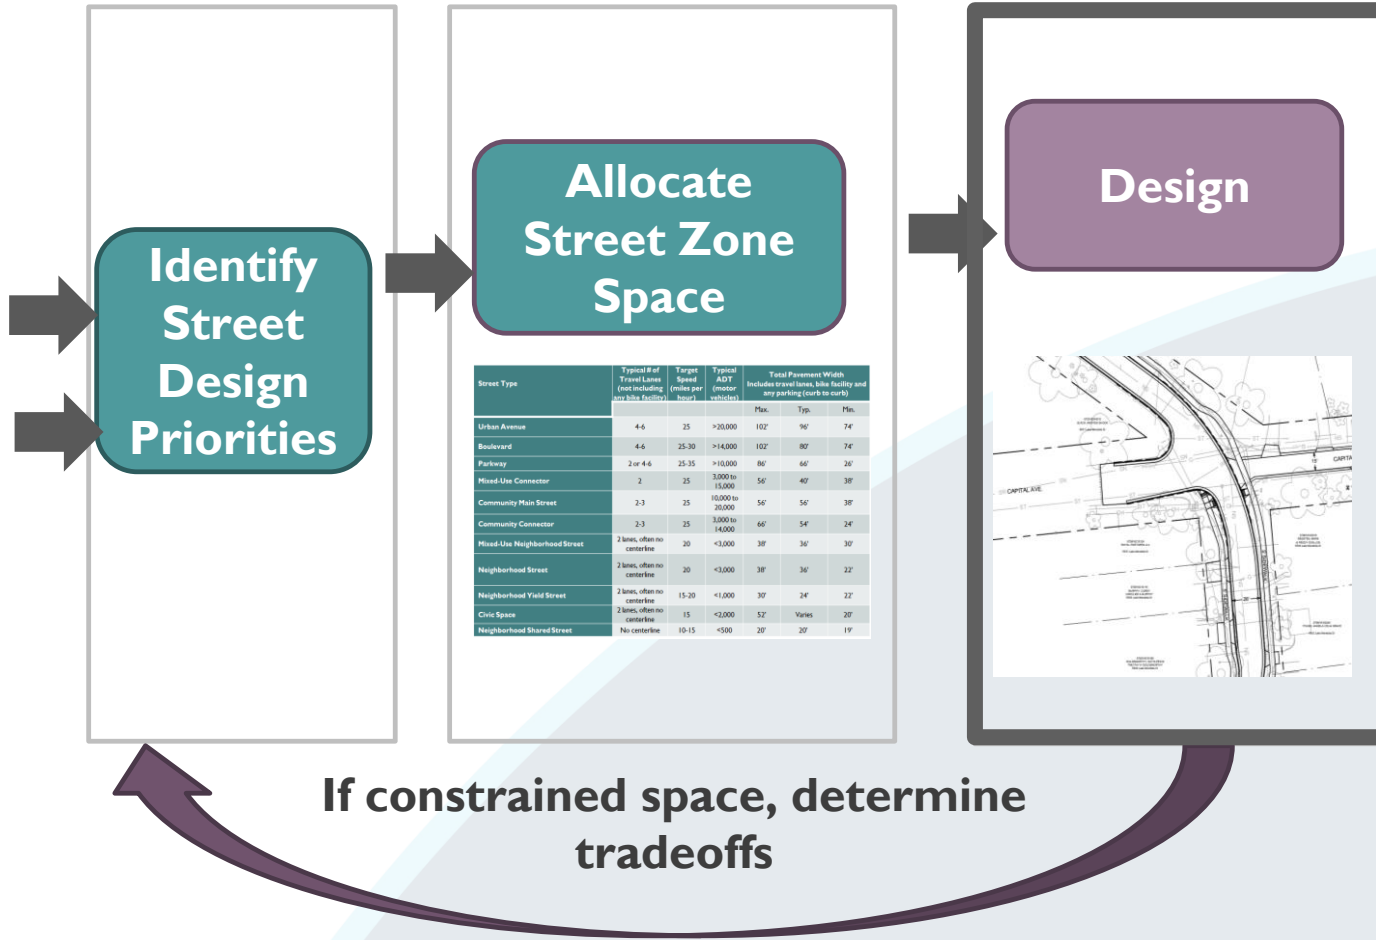 Identify
Street
Design
Priorities
Allocate
Street Zone
Space
Street Type
Typical # of
Travel Lanes
(not including
any bike facility)
Target
Speed
(miles per
hour)
Typical
ADT
(motor
vehicles)
Total Pavement Width
Includes travel lanes, bike facility and
any parking (curb to curb)
Max. Typ. Min.
Urban Avenue 4-6 25 >20,000 102' 96' 74'
Boulevard 4-6 25-30 >14,000 102' 80' 74'
Parkway 2 or 4-6 25-35 >10,000 86' 66' 26'
Mixed-Use Connector 2 25 3,000 to
15,000 56' 40' 38'
Community Main Street 2-3 25 10,000 to
20,000 56' 56' 38'
Community Connector 2-3 25 3,000 to
14,000 66' 54' 24'
Mixed-Use Neighborhood Street 2 lanes, often no
centerline 20 <3,000 38' 36' 30'
Neighborhood Street 2 lanes, often no
centerline 20 <3,000 38' 36' 22'
Neighborhood Yield Street 2 lanes, often no
centerline 15-20 <1,000 30' 24' 22'
Civic Space 2 lanes, often no
centerline 15 <2,000 52' Varies 20'
Neighborhood Shared Street No centerline 10-15 <500 20' 20' 19'
Design
CAPITAL AVE.
CAPITA
If constrained space, determine
tradeoffs